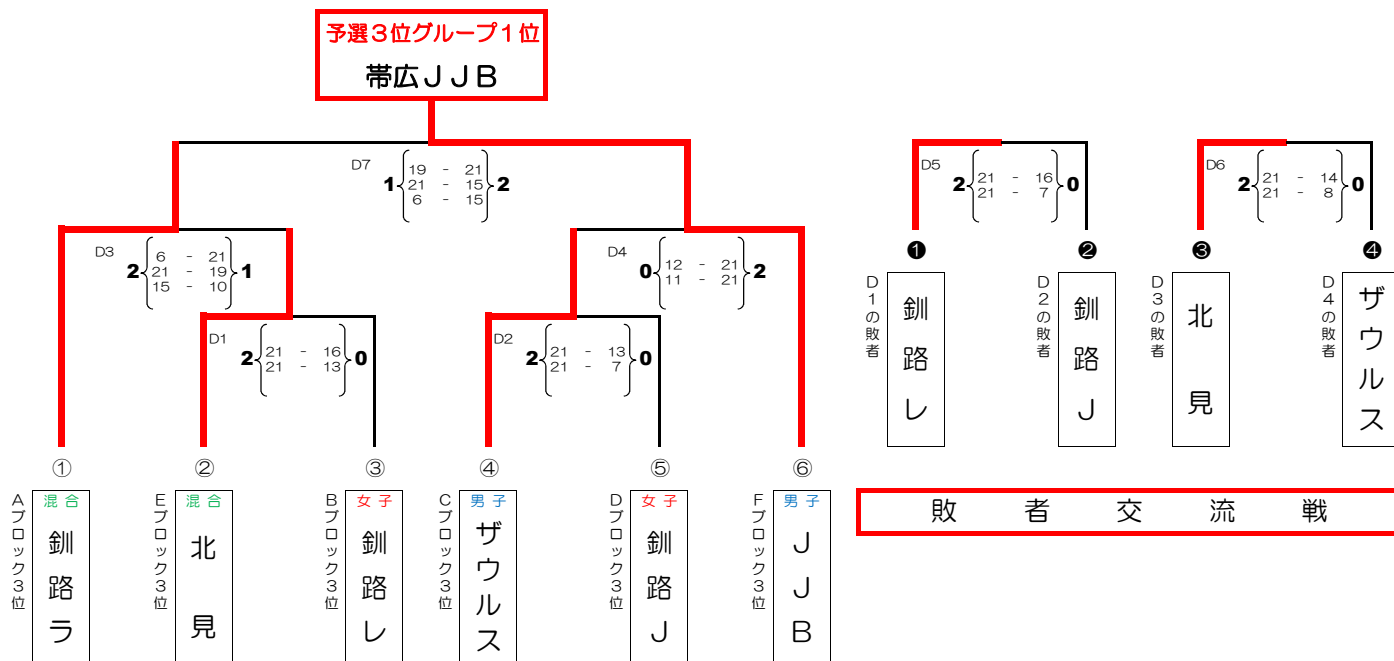 予選３位グループ１位
帯広ＪＪＢ
D7
19 - 21
1 21 - 15 2
6 - 15
D3
6 - 21
2 21 - 19 1
15 - 10
D4
0 12 - 21 2
11 - 21
D1
2 21 - 16 0
21 - 13
D2
2 21 - 13 0
21 - 7
① ② ③ ④ ⑤ ⑥
Aブロック3位
混合
釧路ラ
Eブロック3位
混合
北見
Bブロック3位
女子
釧路レ
Cブロック3位
男子
ザウルス
Dブロック3位
女子
釧路J
Fブロック3位
男子
JJB
D5
2 21 - 16 0
21 - 7
D6
2 21 - 14 0
21 - 8
❶ ❷ ❸ ❹
D1の敗者
釧路レ
D2の敗者
釧路J
D3の敗者
北見
D4の敗者
ザウルス
敗者交流戦